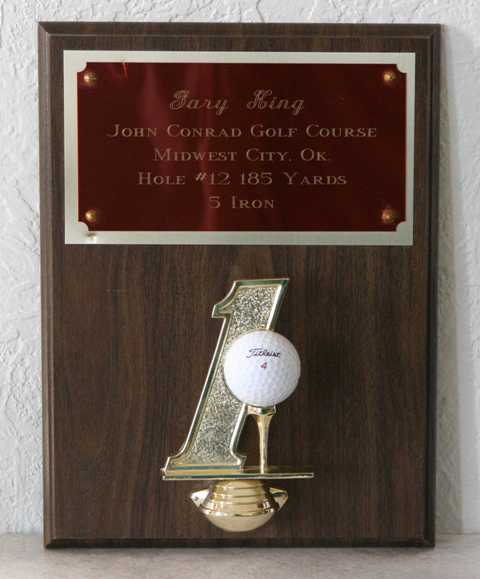 Gary King
John Conrad Golf Course
Midwest City, Ok.
Hole #12 185 Yards
5 Iron
1
Titleist
4